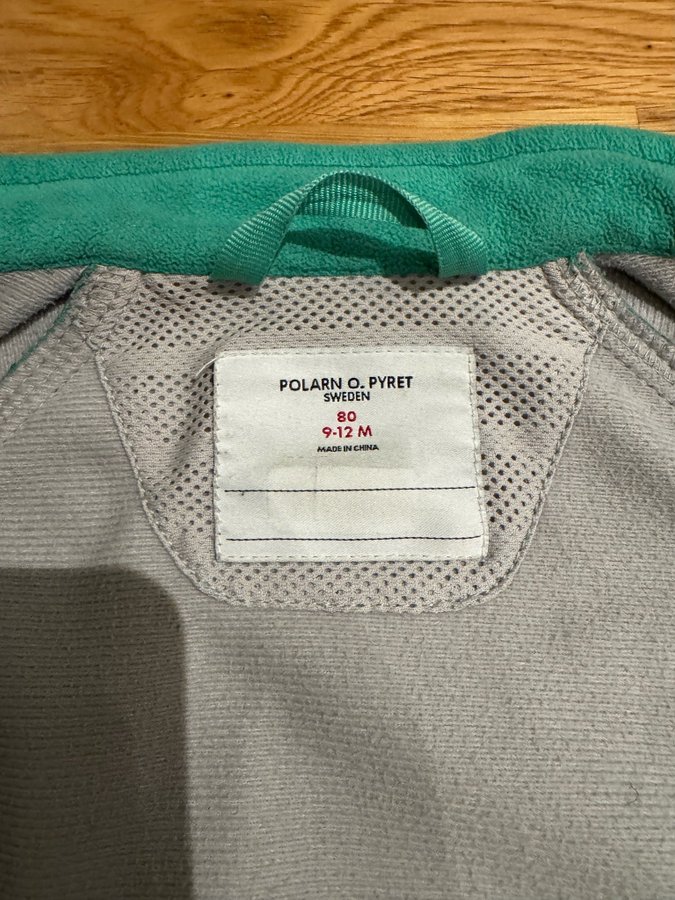 POLARN O. PYRET
SWEDEN
80
9-12 M
MADE IN CHINA